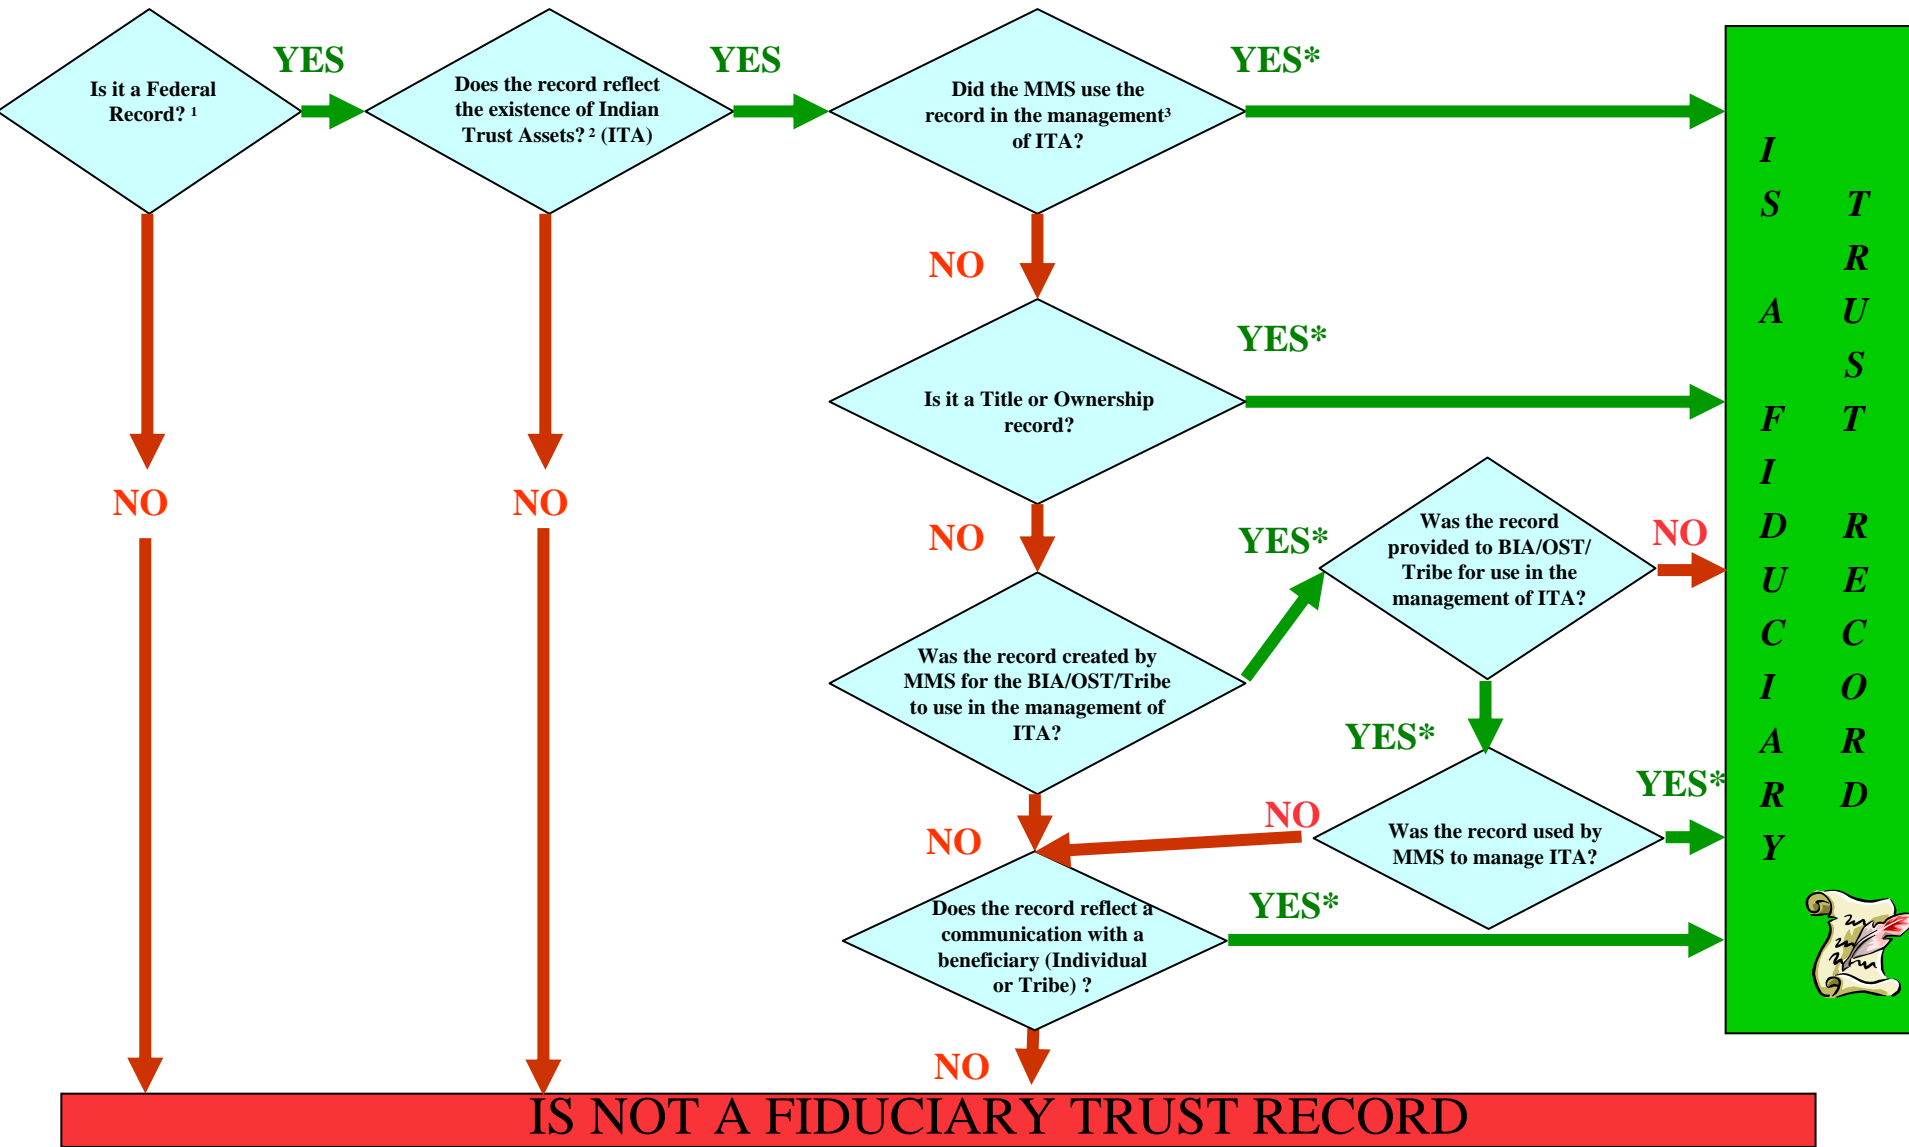 Is it a Federal
Record? ¹
YES
Does the record reflect
the existence of Indian
Trust Assets? ² (ITA)
YES
Did the MMS use the
record in the management³
of ITA?
YES*
NO
Is it a Title or Ownership
record?
YES*
NO
NO
NO
Was the record created by
MMS for the BIA/OST/Tribe
to use in the management of
ITA?
YES*
Was the record
provided to BIA/OST/
Tribe for use in the
management of ITA?
NO
YES*
Was the record used by
MMS to manage ITA?
YES*
NO
NO
Does the record reflect a
communication with a
beneficiary (Individual
or Tribe) ?
YES*
NO
IS A FIDUCIARY
TRUST RECORD
IS NOT A FIDUCIARY TRUST RECORD